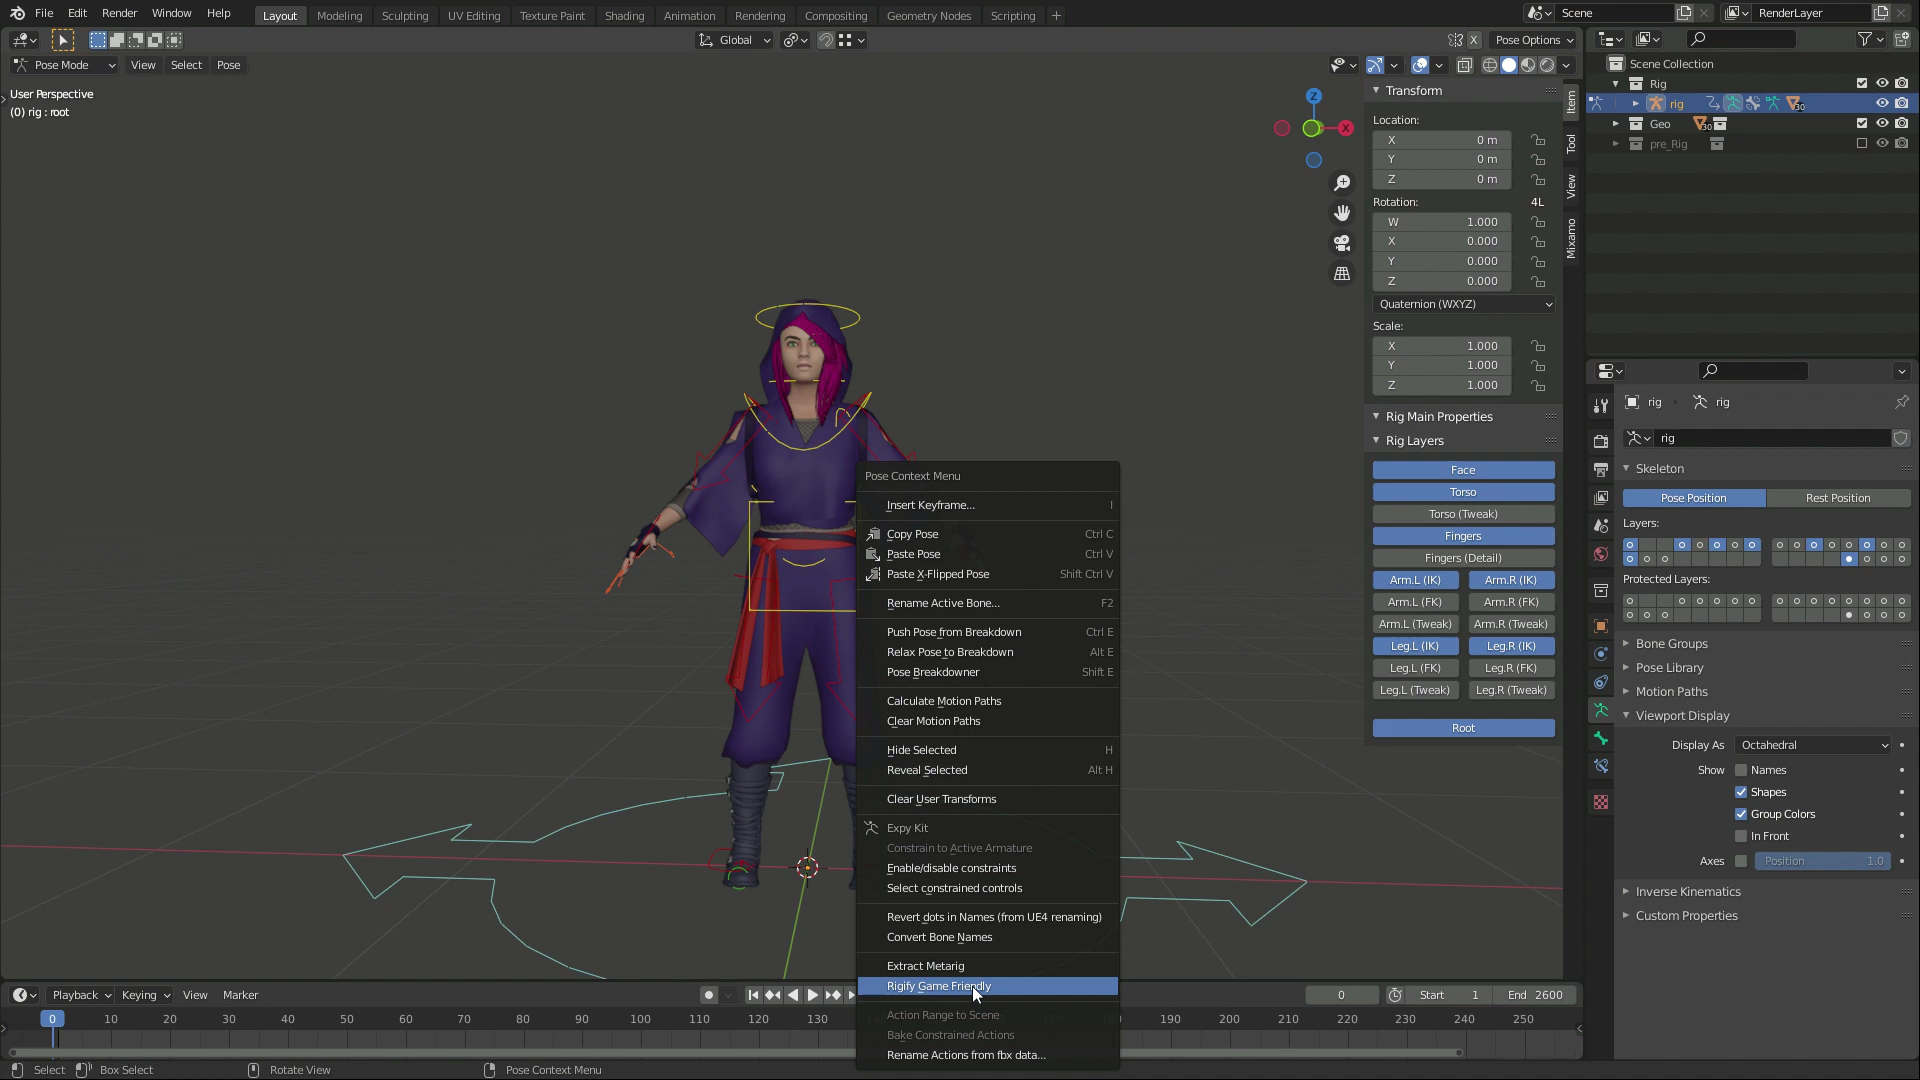 File Edit Render Window Help
Layout Modeling Sculpting UV Editing Texture Paint Shading Animation Rendering Compositing Geometry Nodes Scripting +
Scene
RenderLayer
Global
X
Pose Options
Pose Mode View Select Pose
User Perspective
(0) rig : root
Z
X
Transform
Location:
X 0 m
Y 0 m
Z 0 m
Rotation: 4L
W 1.000
X 0.000
Y 0.000
Z 0.000
Quaternion (WXYZ)
Scale:
X 1.000
Y 1.000
Z 1.000
Rig Main Properties
Rig Layers
Face
Torso
Torso (Tweak)
Fingers
Fingers (Detail)
Arm.L (IK) Arm.R (IK)
Arm.L (FK) Arm.R (FK)
Arm.L (Tweak) Arm.R (Tweak)
Leg.L (IK) Leg.R (IK)
Leg.L (FK) Leg.R (FK)
Leg.L (Tweak) Leg.R (Tweak)
Root
Item
Tool
View
Mixamo
Pose Context Menu
Insert Keyframe... I
Copy Pose Ctrl C
Paste Pose Ctrl V
Paste X-Flipped Pose Shift Ctrl V
Rename Active Bone... F2
Push Pose from Breakdown Ctrl E
Relax Pose to Breakdown Alt E
Pose Breakdowner Shift E
Calculate Motion Paths
Clear Motion Paths
Hide Selected H
Reveal Selected Alt H
Clear User Transforms
Expy Kit
Constrain to Active Armature
Enable/disable constraints
Select constrained controls
Revert dots in Names (from UE4 renaming)
Convert Bone Names
Extract Metarig
Rigify Game Friendly
Action Range to Scene
Bake Constrained Actions
Rename Actions from fbx data...
Scene Collection
Rig
rig 30
Geo 30
pre_Rig
rig rig
rig
Skeleton
Pose Position Rest Position
Layers:
Protected Layers:
Bone Groups
Pose Library
Motion Paths
Viewport Display
Display As Octahedral
Show Names
Shapes
Group Colors
In Front
Axes Position 1.0
Inverse Kinematics
Custom Properties
Playback Keying View Marker
0 Start 1 End 2600
0 10 20 30 40 50 60 70 80 90 100 110 120 130 190 200 210 220 230 240 250
Select Box Select Rotate View Pose Context Menu